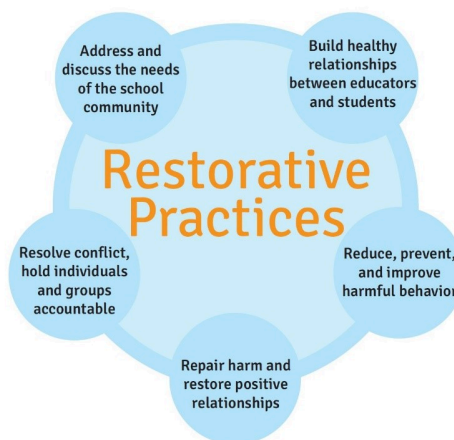 Address and
discuss the needs
of the school
community
Build healthy
relationships
between educators
and students
Restorative
Practices
Resolve conflict,
hold individuals
and groups
accountable
Reduce, prevent,
and improve
harmful behavior
Repair harm and
restore positive
relationships